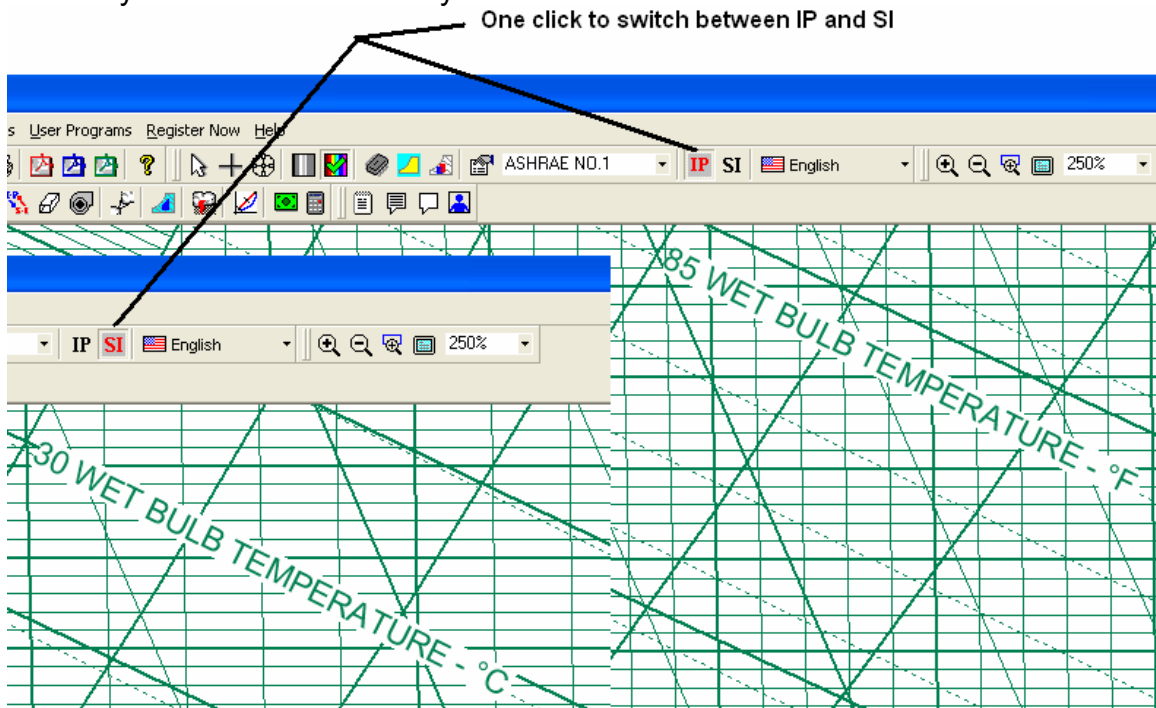 One click to switch between IP and SI
s User Programs Register Now Help
ASHRAE NO.1 IP SI English 250%
85 WET BULB TEMPERATURE - °F
IP SI English 250%
30 WET BULB TEMPERATURE - °C